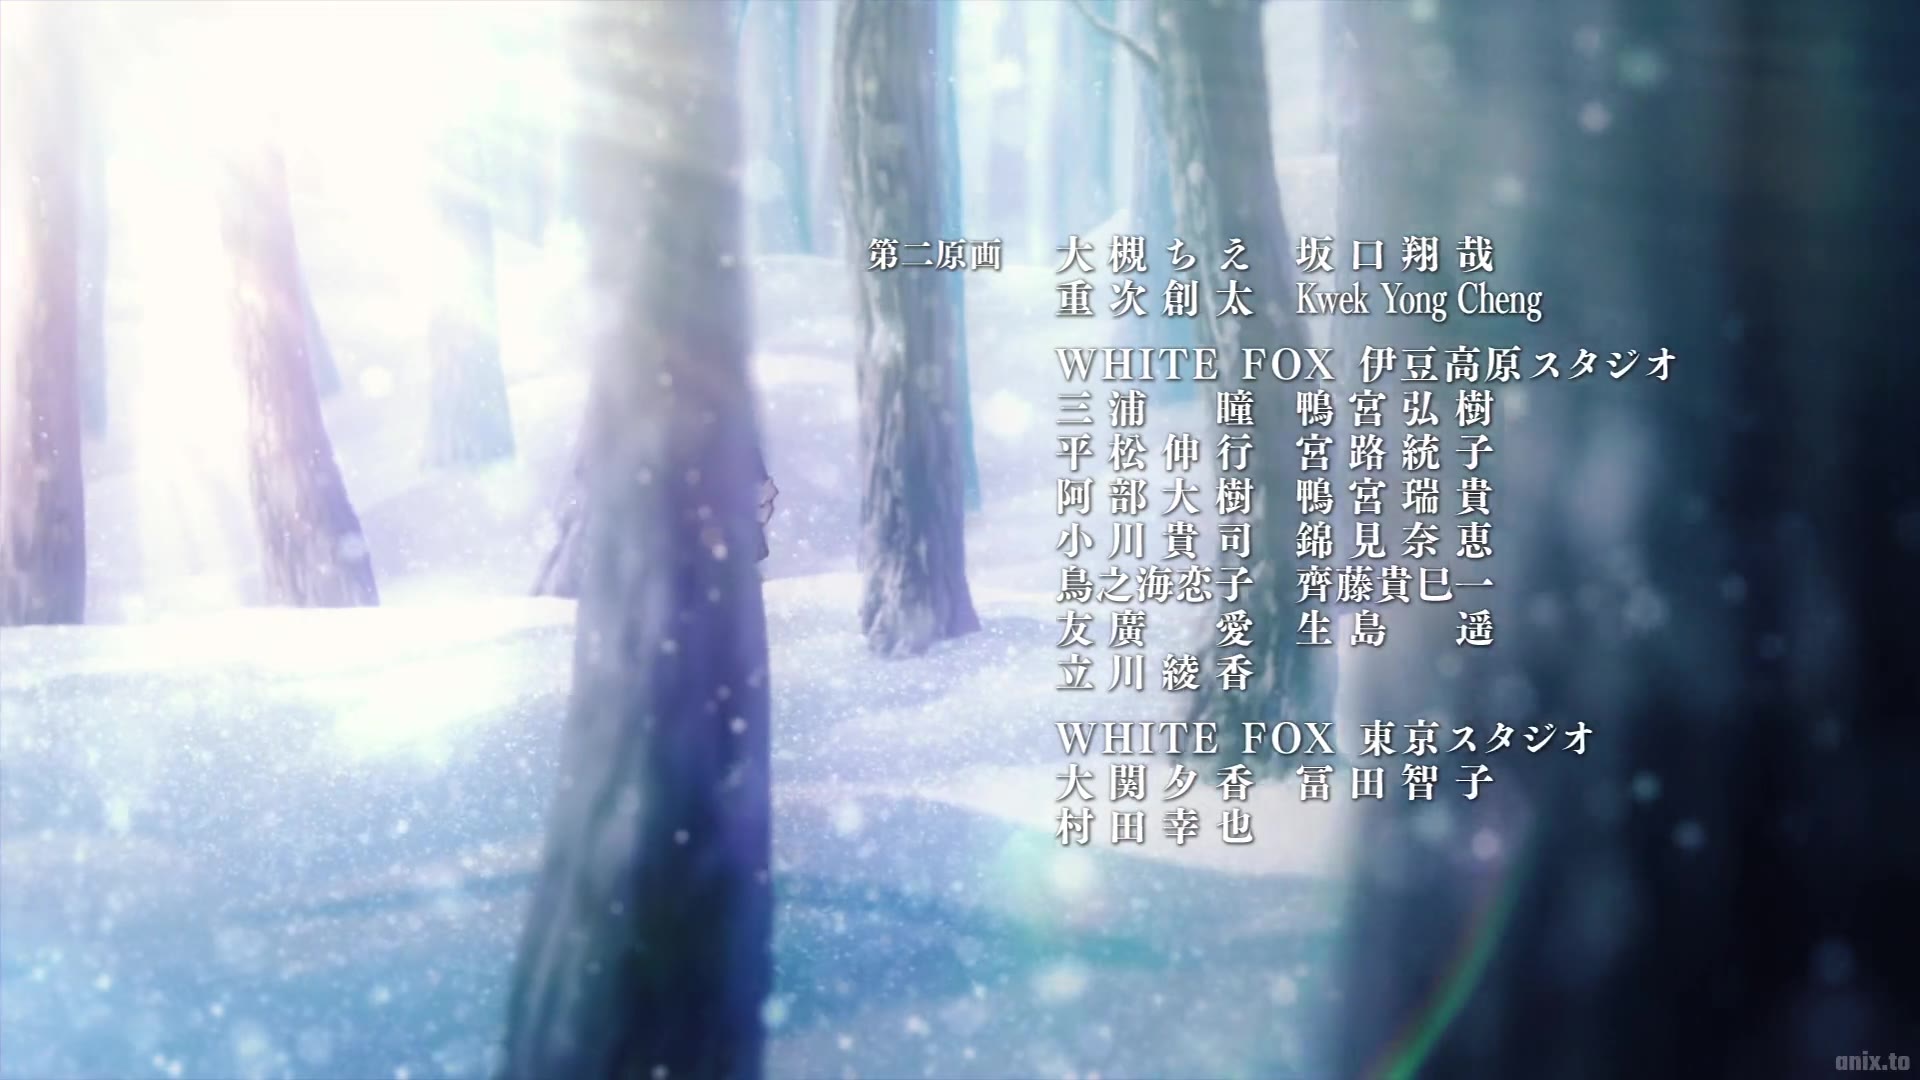 第二原画 大槻ちえ 坂口翔哉
重次創太 Kwek Yong Cheng
WHITE FOX 伊豆高原スタジオ
三浦 瞳 鴨宮弘樹
平松伸行 宮路統子
阿部大樹 鴨宮瑞貴
小川貴司 錦見奈恵
鳥之海恋子 齊藤貴巳一
友廣 愛 生島 遥
立川綾香
WHITE FOX 東京スタジオ
大関夕香 冨田智子
村田幸也
anix.to